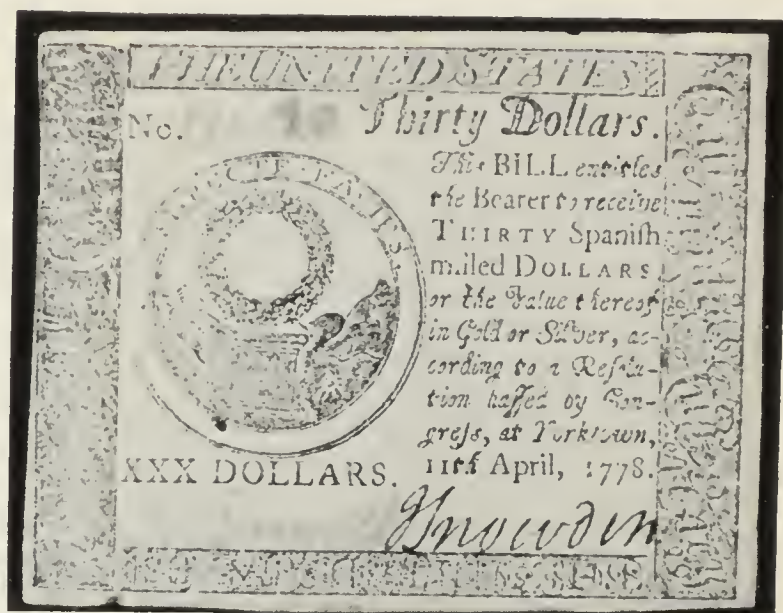 THE UNITED STATES
No. Thirty Dollars.
This BILL entitles
the Bearer to receive
THIRTY Spaniſh
milled DOLLARS
or the Value thereof
in Gold or Silver, ac-
cording to a Reſolu-
tion paſſed by Con-
greſs, at Yorktown,
11th April, 1778.
XXX DOLLARS.
J Snowden